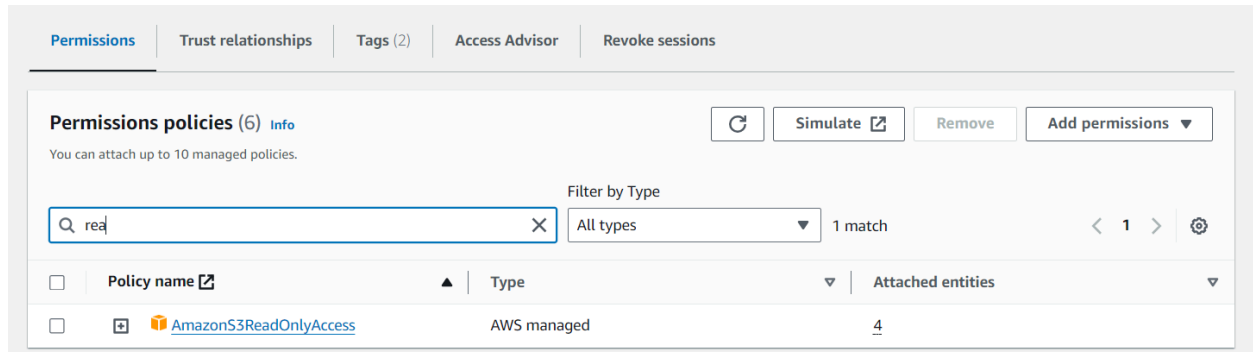 Permissions Trust relationships Tags (2) Access Advisor Revoke sessions
Permissions policies (6) Info
Simulate Remove Add permissions
You can attach up to 10 managed policies.
Filter by Type
rea All types 1 match 1
Policy name Type Attached entities
AmazonS3ReadOnlyAccess AWS managed 4